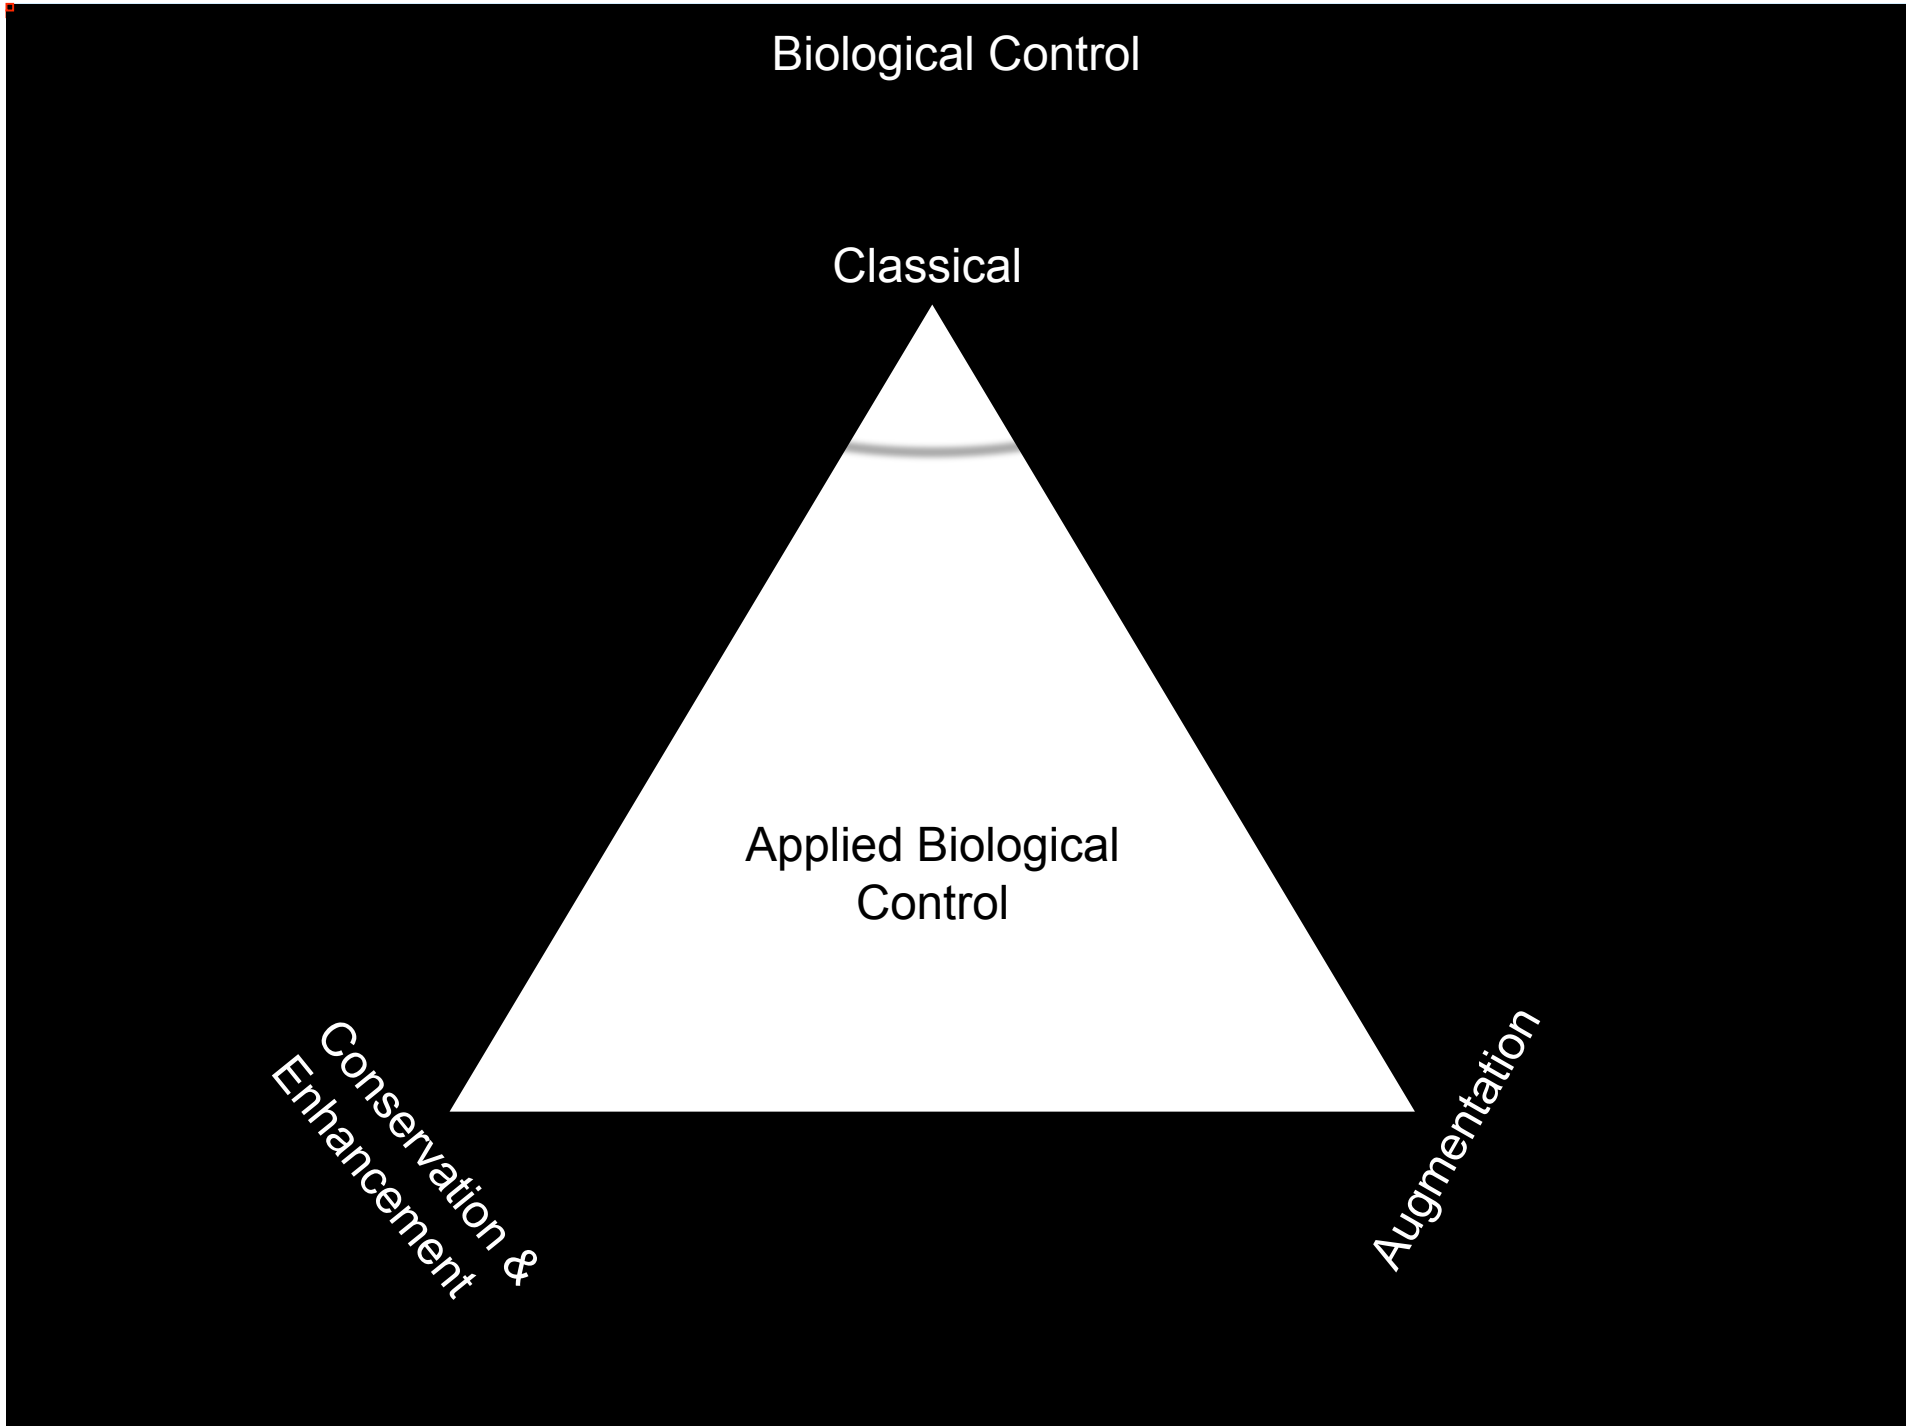 Biological Control
Classical
Applied Biological
Control
Conservation &
Enhancement
Augmentation